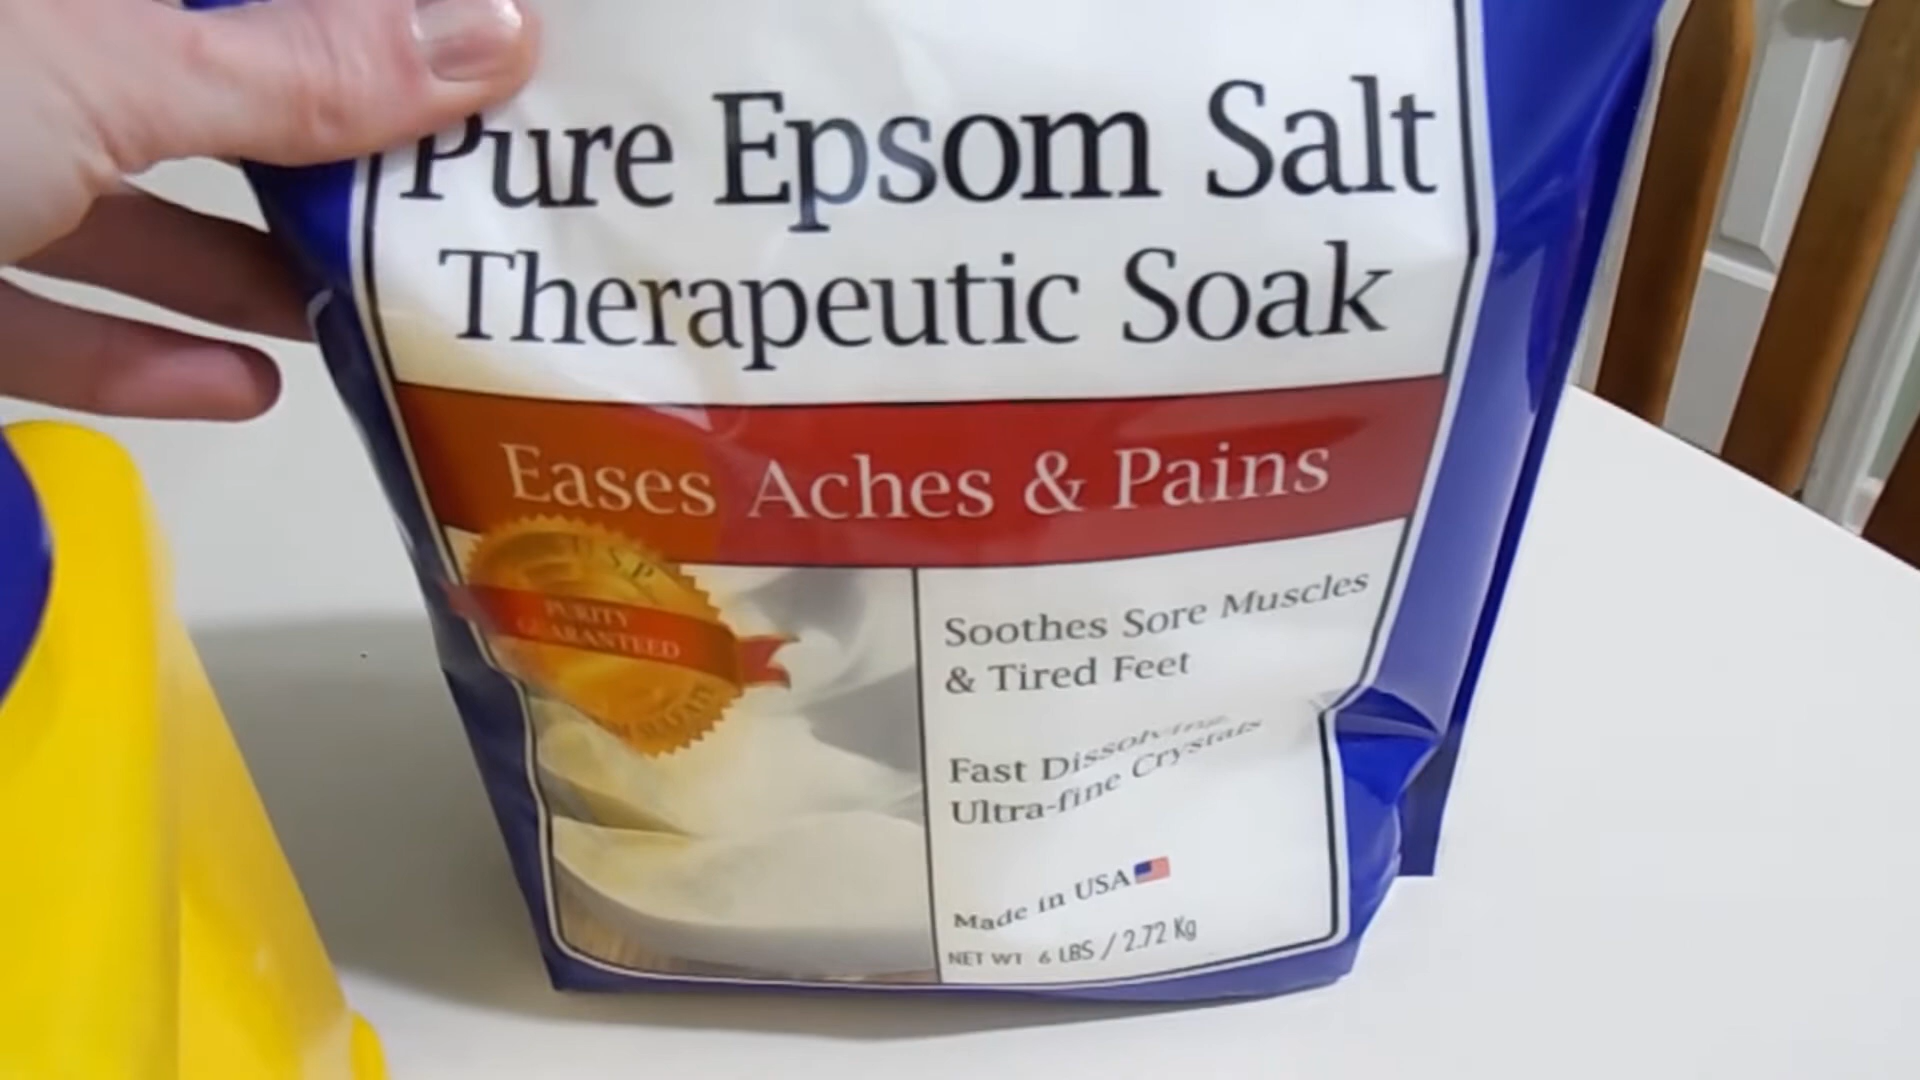 Pure Epsom Salt
Therapeutic Soak
Eases Aches & Pains
U.S.P.
PURITY
GUARANTEED
Soothes Sore Muscles
& Tired Feet
Fast Dissolving,
Ultra-fine Crystals
Made in USA
NET WT 6 LBS / 2.72 Kg